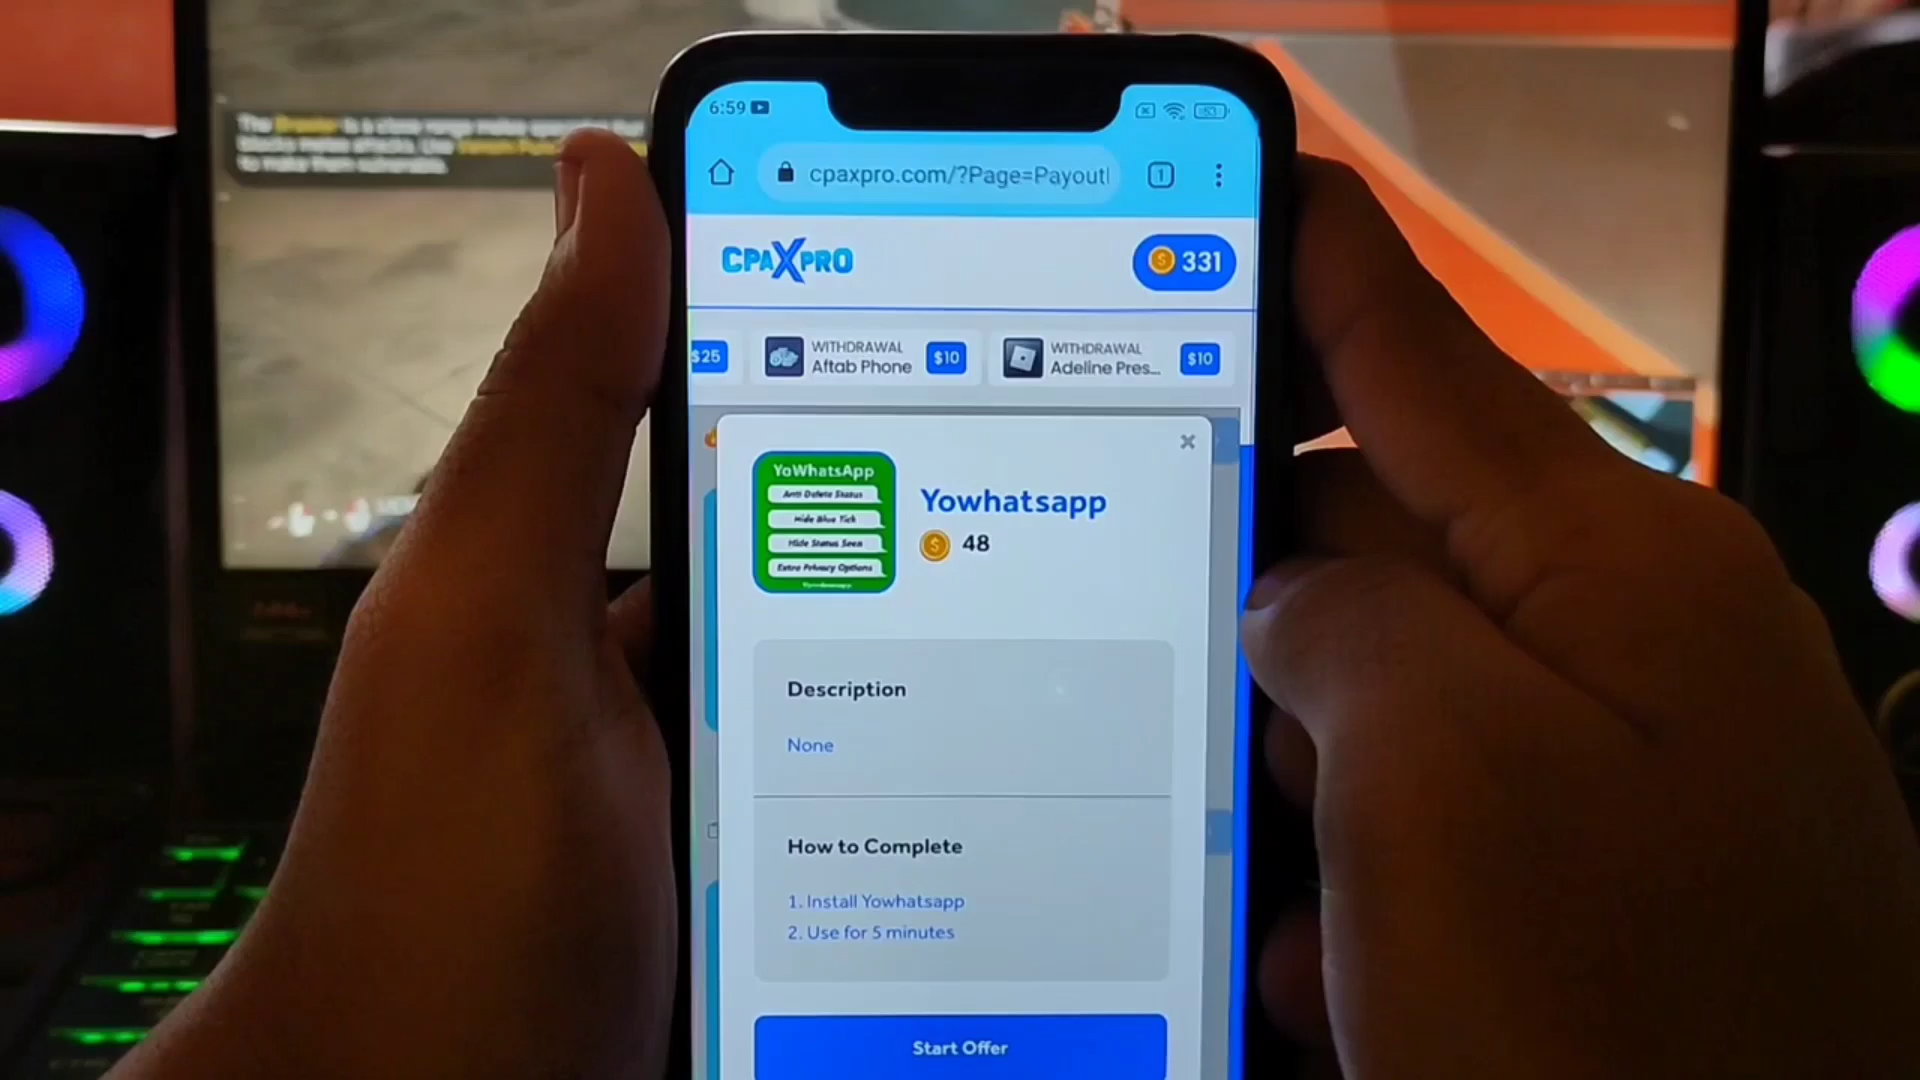 6:59
cpaxpro.com/?Page=Payout
CPAXPRO
331
$25
WITHDRAWAL
Aftab Phone
$10
WITHDRAWAL
Adeline Pres...
$10
YoWhatsApp
Anti Delete Status
Hide Blue Tick
Hide Status Seen
Extra Privacy Options
Yowhatsapp
48
Description
None
How to Complete
1. Install Yowhatsapp
2. Use for 5 minutes
Start Offer